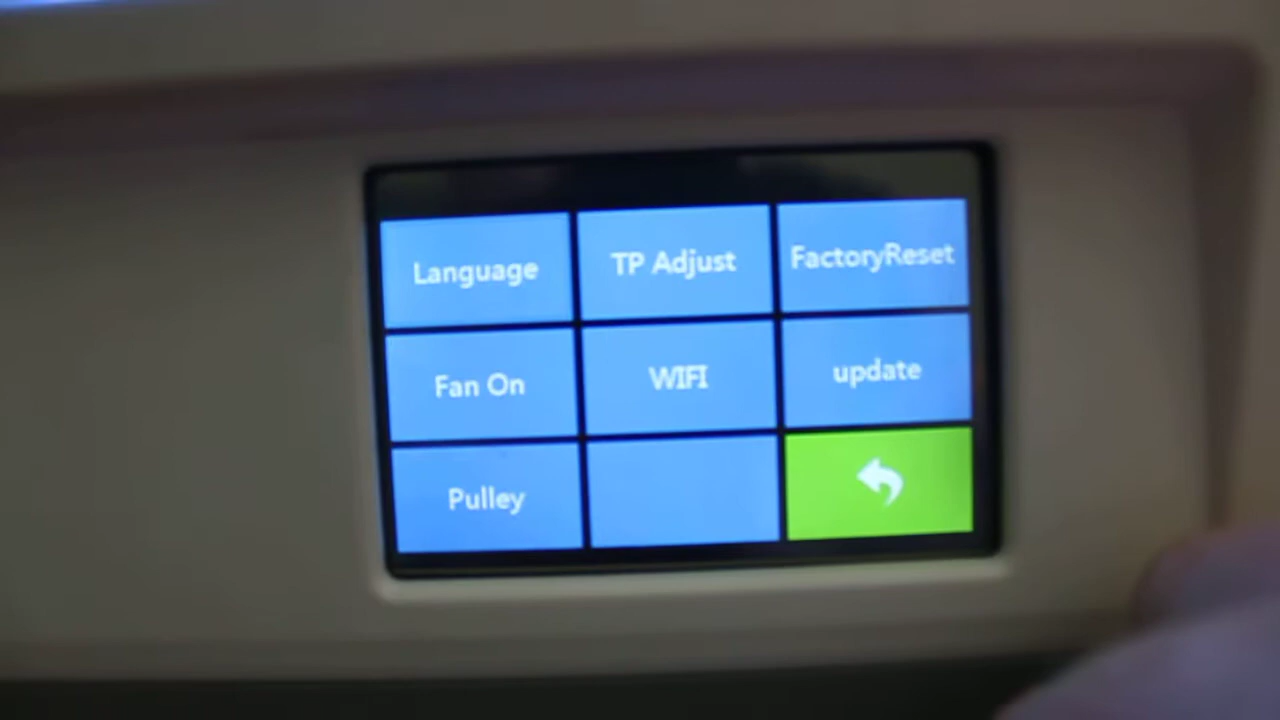 Language
TP Adjust
FactoryReset
Fan On
WIFI
update
Pulley